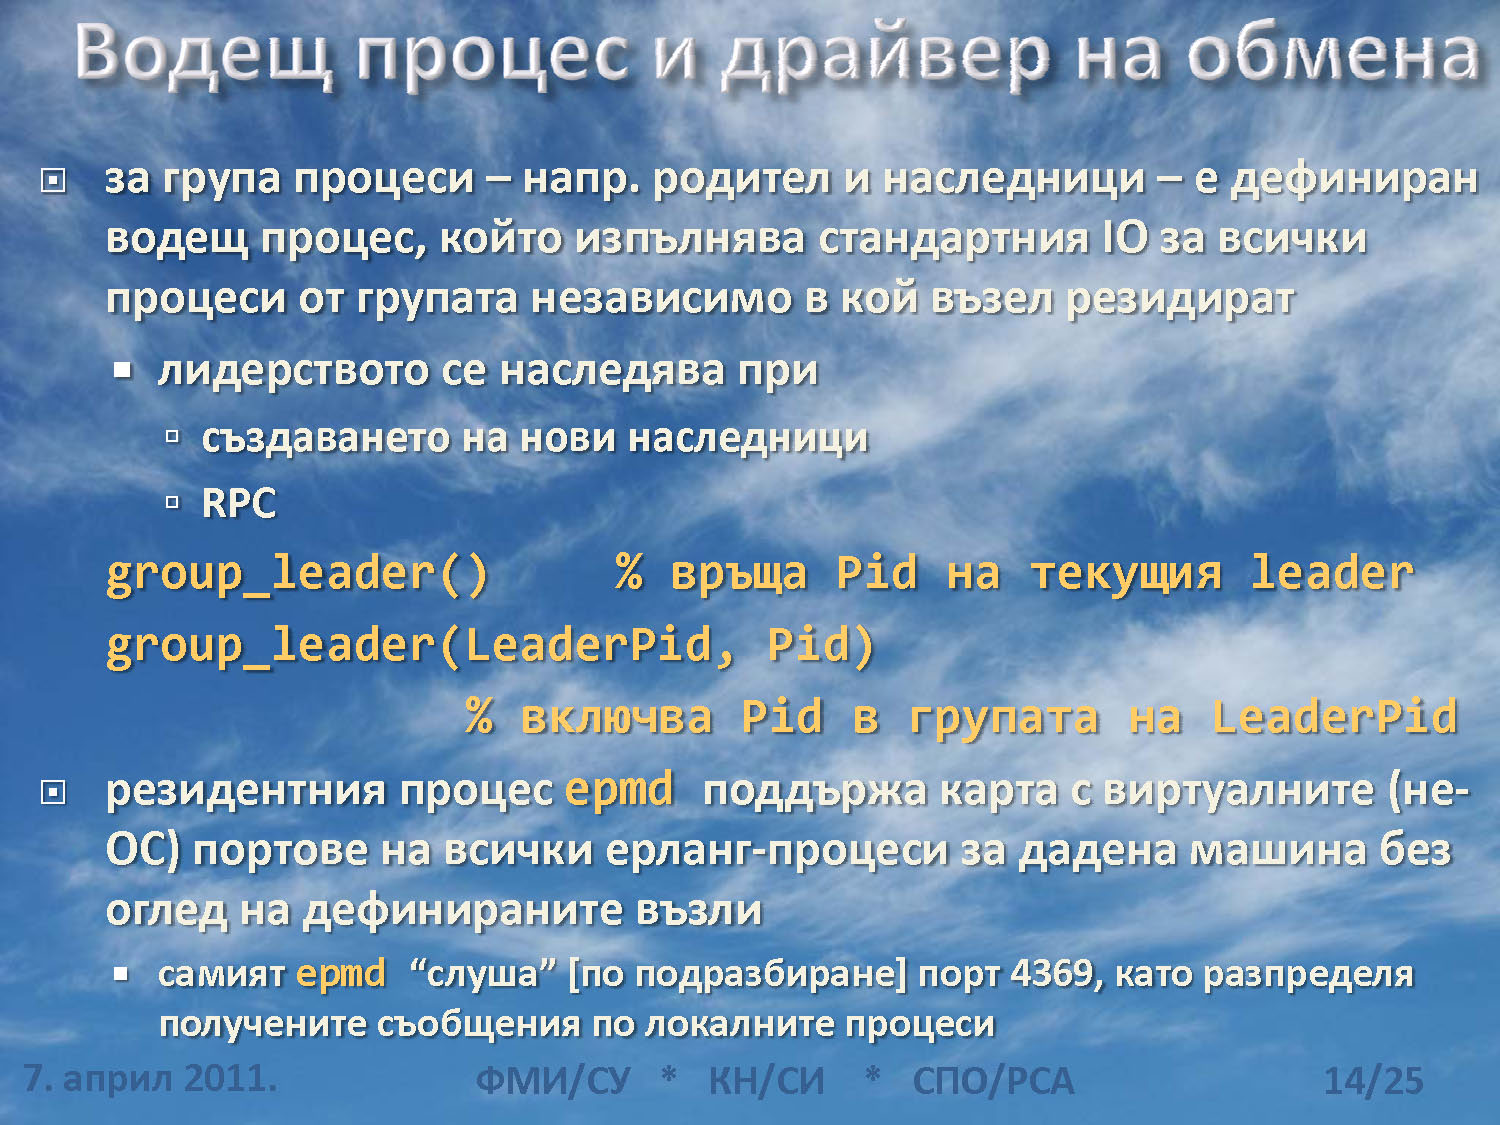 Водещ процес и драйвер на обмена
за група процеси – напр. родител и наследници – е дефиниран
водещ процес, който изпълнява стандартния IO за всички
процеси от групата независимо в кой възел резидират
лидерството се наследява при
създаването на нови наследници
RPC
group_leader() % връща Pid на текущия leader
group_leader(LeaderPid, Pid)
% включва Pid в групата на LeaderPid
резидентния процес epmd поддържа карта с виртуалните (не-
ОС) портове на всички ерланг-процеси за дадена машина без
оглед на дефинираните възли
самият epmd “слуша” [по подразбиране] порт 4369, като разпределя
получените съобщения по локалните процеси
7. април 2011. ФМИ/СУ * КН/СИ * СПО/РСА 14/25